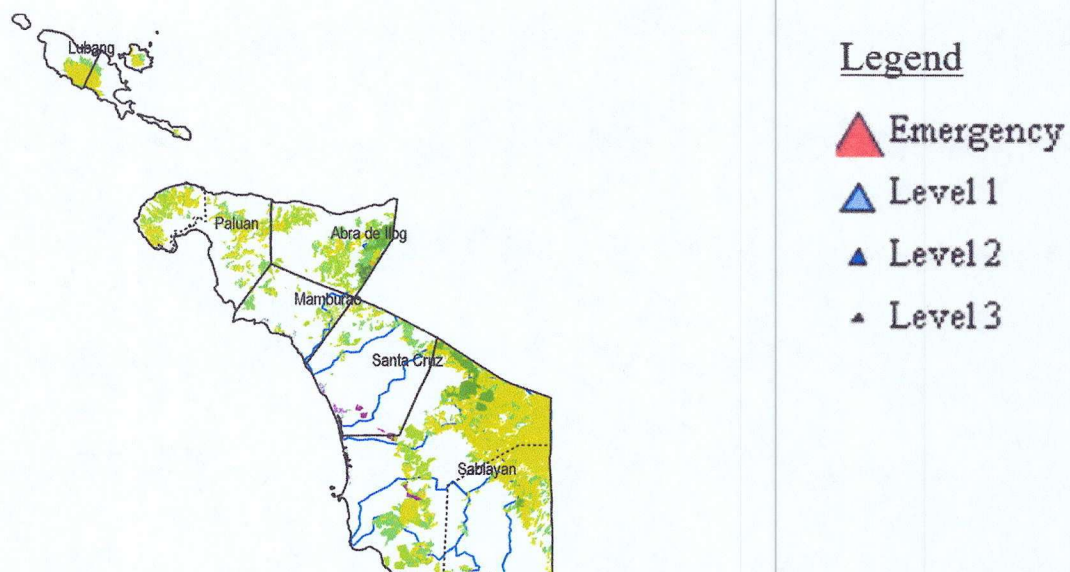 Lubang
Paluan
Abra de Ilog
Mamburao
Santa Cruz
Sablayan
Legend
Emergency
Level 1
Level 2
Level 3